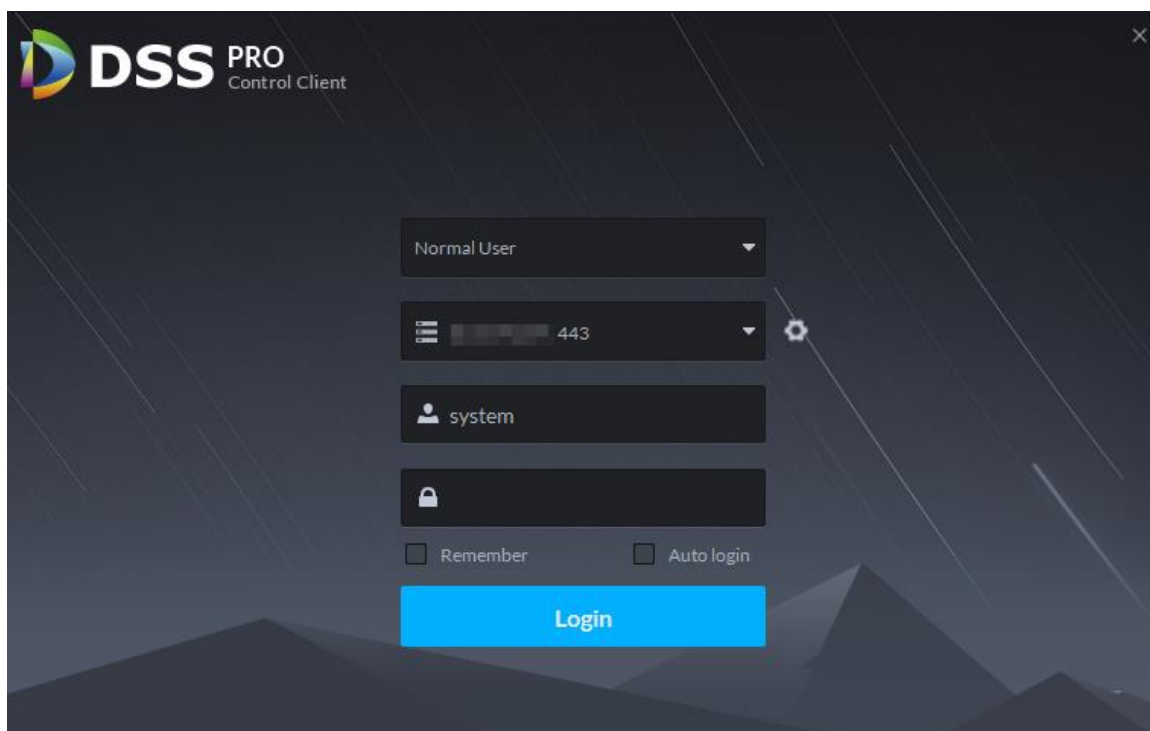 DSS PRO
Control Client
Normal User
443
system
Remember
Auto login
Login